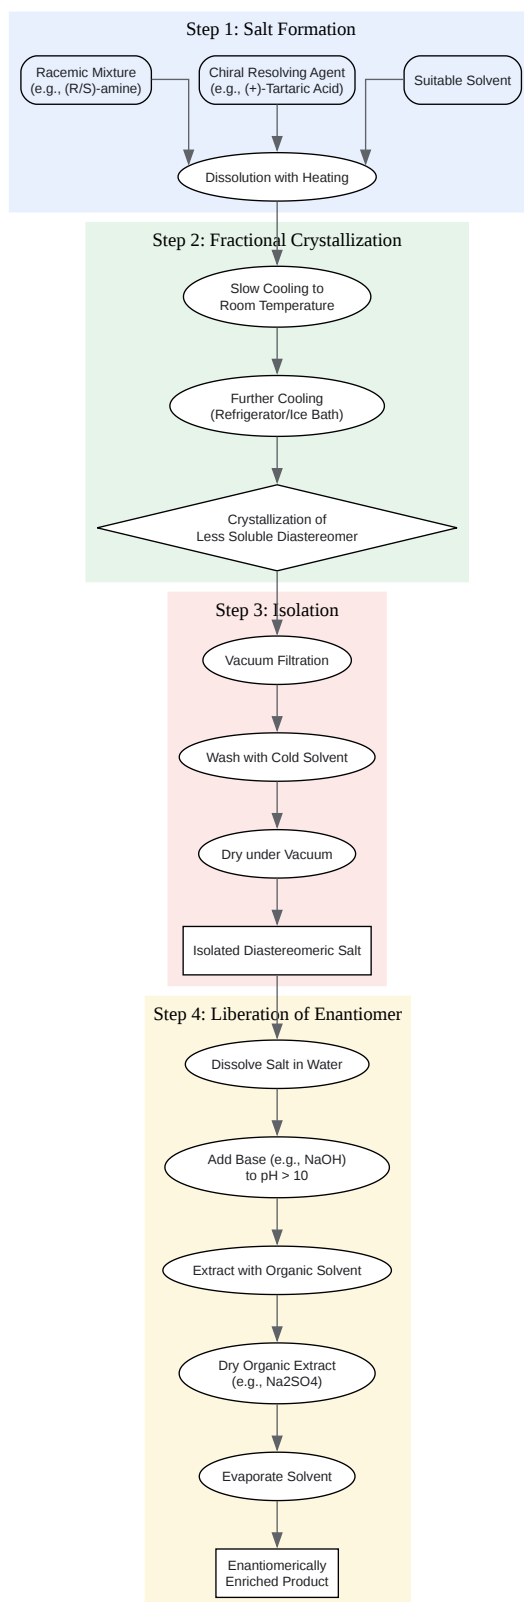 Step 1: Salt Formation
Racemic Mixture
(e.g., (R/S)-amine)
Chiral Resolving Agent
(e.g., (+)-Tartaric Acid)
Suitable Solvent
Dissolution with Heating
Step 2: Fractional Crystallization
Slow Cooling to
Room Temperature
Further Cooling
(Refrigerator/Ice Bath)
Crystallization of
Less Soluble Diastereomer
Step 3: Isolation
Vacuum Filtration
Wash with Cold Solvent
Dry under Vacuum
Isolated Diastereomeric Salt
Step 4: Liberation of Enantiomer
Dissolve Salt in Water
Add Base (e.g., NaOH)
to pH > 10
Extract with Organic Solvent
Dry Organic Extract
(e.g., Na2SO4)
Evaporate Solvent
Enantiomerically
Enriched Product